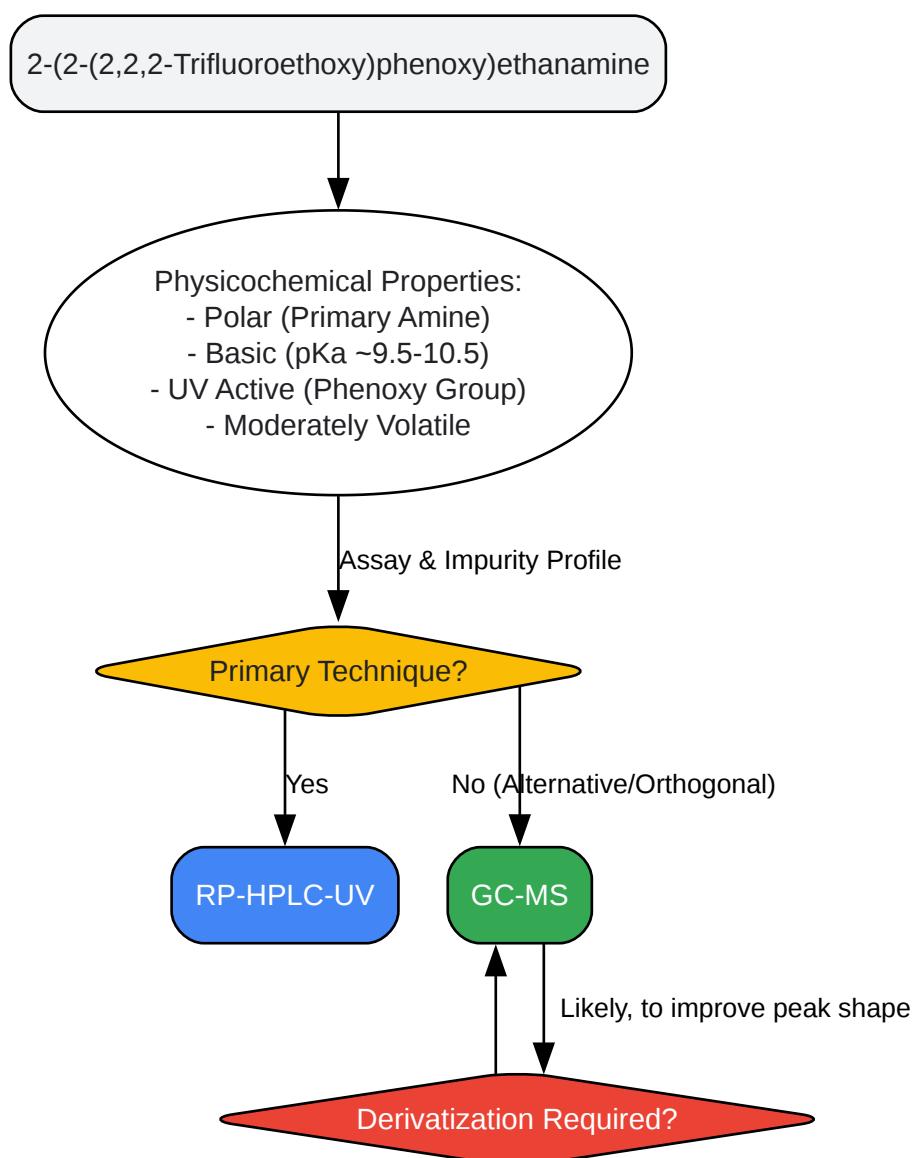 2-(2-(2,2,2-Trifluoroethoxy)phenoxy)ethanamine
Physicochemical Properties:
- Polar (Primary Amine)
- Basic (pKa ~9.5-10.5)
- UV Active (Phenoxy Group)
- Moderately Volatile
Assay & Impurity Profile
Primary Technique?
Yes
No (Alternative/Orthogonal)
RP-HPLC-UV
GC-MS
Likely, to improve peak shape
Derivatization Required?